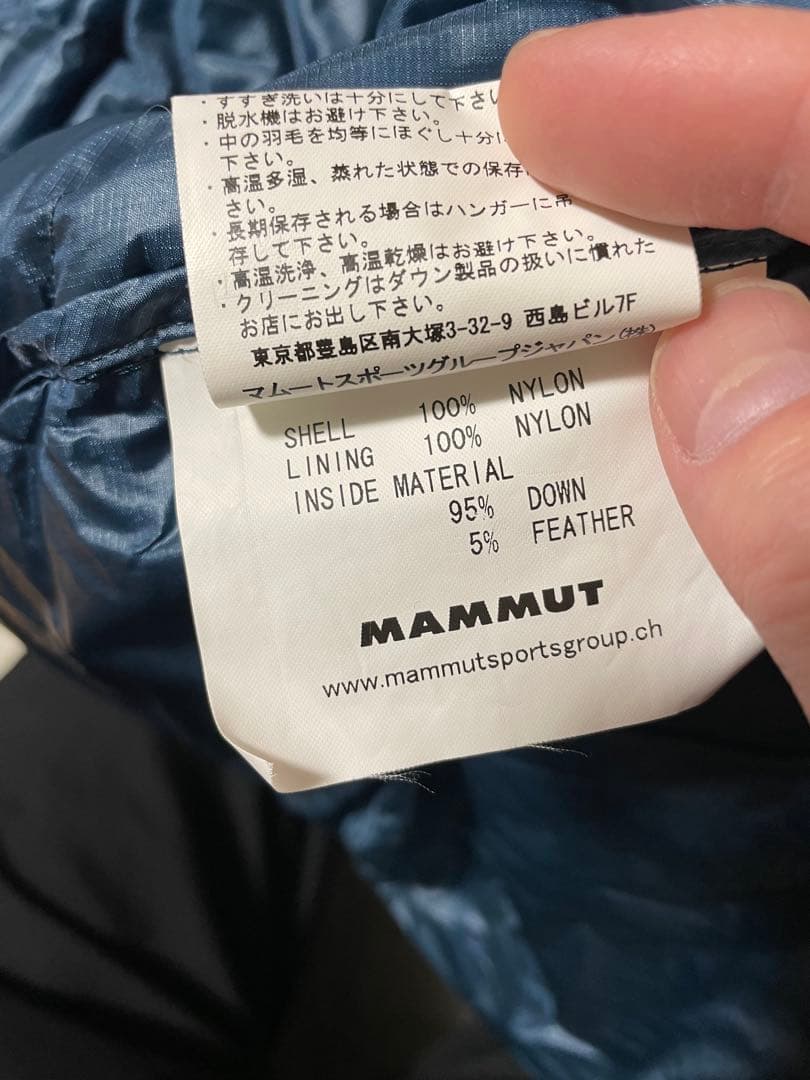 ・すすぎ洗いは十分にして下さい
・脱水機はお避け下さい。
・中の羽毛を均等にほぐし十分に
下さい。
・高温多湿、蒸れた状態での保存
さい。
・長期保存される場合はハンガーに吊
存して下さい。
・高温洗浄、高温乾燥はお避け下さい。
・クリーニングはダウン製品の扱いに慣れた
お店にお出し下さい。
東京都豊島区南大塚3-32-9 西島ビル7F
マムートスポーツグループジャパン(株)
SHELL 100% NYLON
LINING 100% NYLON
INSIDE MATERIAL
95% DOWN
5% FEATHER
MAMMUT
www.mammutsportsgroup.ch